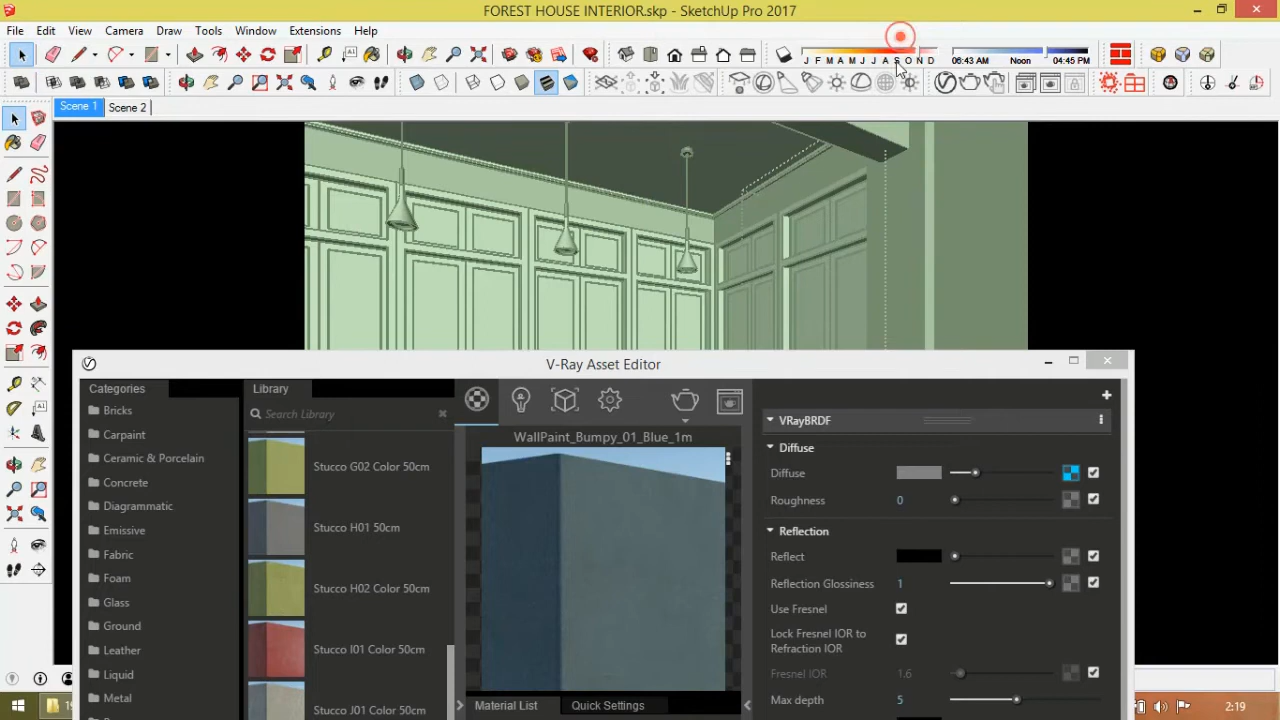 FOREST HOUSE INTERIOR.skp - SketchUp Pro 2017
File Edit View Camera Draw Tools Window Extensions Help
J F M A M J J A S O N D 06:43 AM Noon 04:45 PM
Scene 1 Scene 2
V-Ray Asset Editor
Categories Library
Bricks
Carpaint
Ceramic & Porcelain
Concrete
Diagrammatic
Emissive
Fabric
Foam
Glass
Ground
Leather
Liquid
Metal
Search Library
Stucco G02 Color 50cm
Stucco H01 50cm
Stucco H02 Color 50cm
Stucco I01 Color 50cm
Stucco J01 Color 50cm
WallPaint_Bumpy_01_Blue_1m
Material List Quick Settings
VRayBRDF
Diffuse
Diffuse
Roughness 0
Reflection
Reflect
Reflection Glossiness 1
Use Fresnel
Lock Fresnel IOR to
Refraction IOR
Fresnel IOR 1.6
Max depth 5
2:19